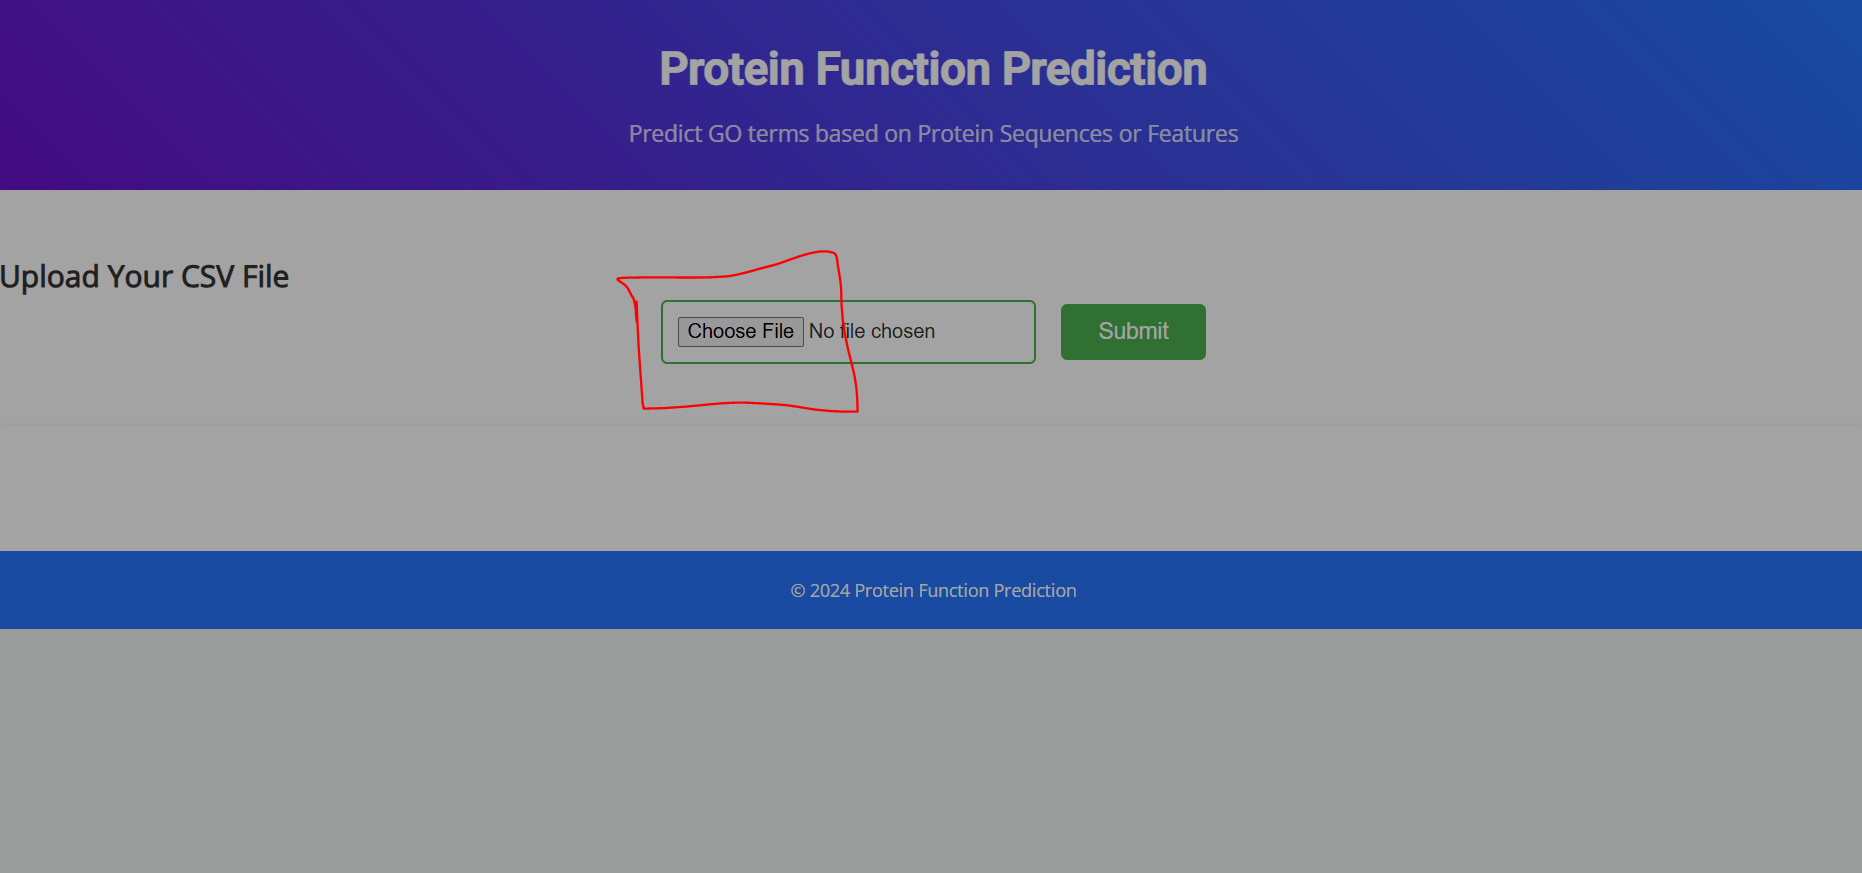 Protein Function Prediction
Predict GO terms based on Protein Sequences or Features
Upload Your CSV File
Choose File No file chosen Submit
© 2024 Protein Function Prediction